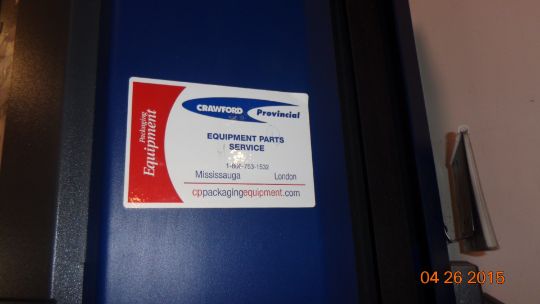 Packaging
Equipment
CRAWFORD Provincial
EQUIPMENT PARTS
SERVICE
Mississauga London
cppackagingequipment.com
04 26 2015